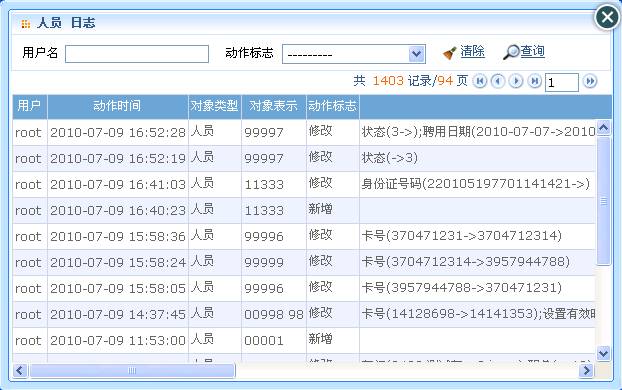 人员 日志
用户名 动作标志 --------- 清除 查询
共 1403 记录/94 页 1
用户 动作时间 对象类型 对象表示 动作标志
root 2010-07-09 16:52:28 人员 99997 修改 状态(3->);聘用日期(2010-07-07->2010
root 2010-07-09 16:52:19 人员 99997 修改 状态(->3)
root 2010-07-09 16:41:03 人员 11333 修改 身份证号码(220105197701141421->)
root 2010-07-09 16:40:23 人员 11333 新增
root 2010-07-09 15:58:36 人员 99996 修改 卡号(370471231->3704712314)
root 2010-07-09 15:58:24 人员 99999 修改 卡号(3704712314->3957944788)
root 2010-07-09 15:58:05 人员 99996 修改 卡号(3957944788->370471231)
root 2010-07-09 14:37:45 人员 00998 98 修改 卡号(14128698->14141353);设置有效时
root 2010-07-09 11:53:00 人员 00001 新增